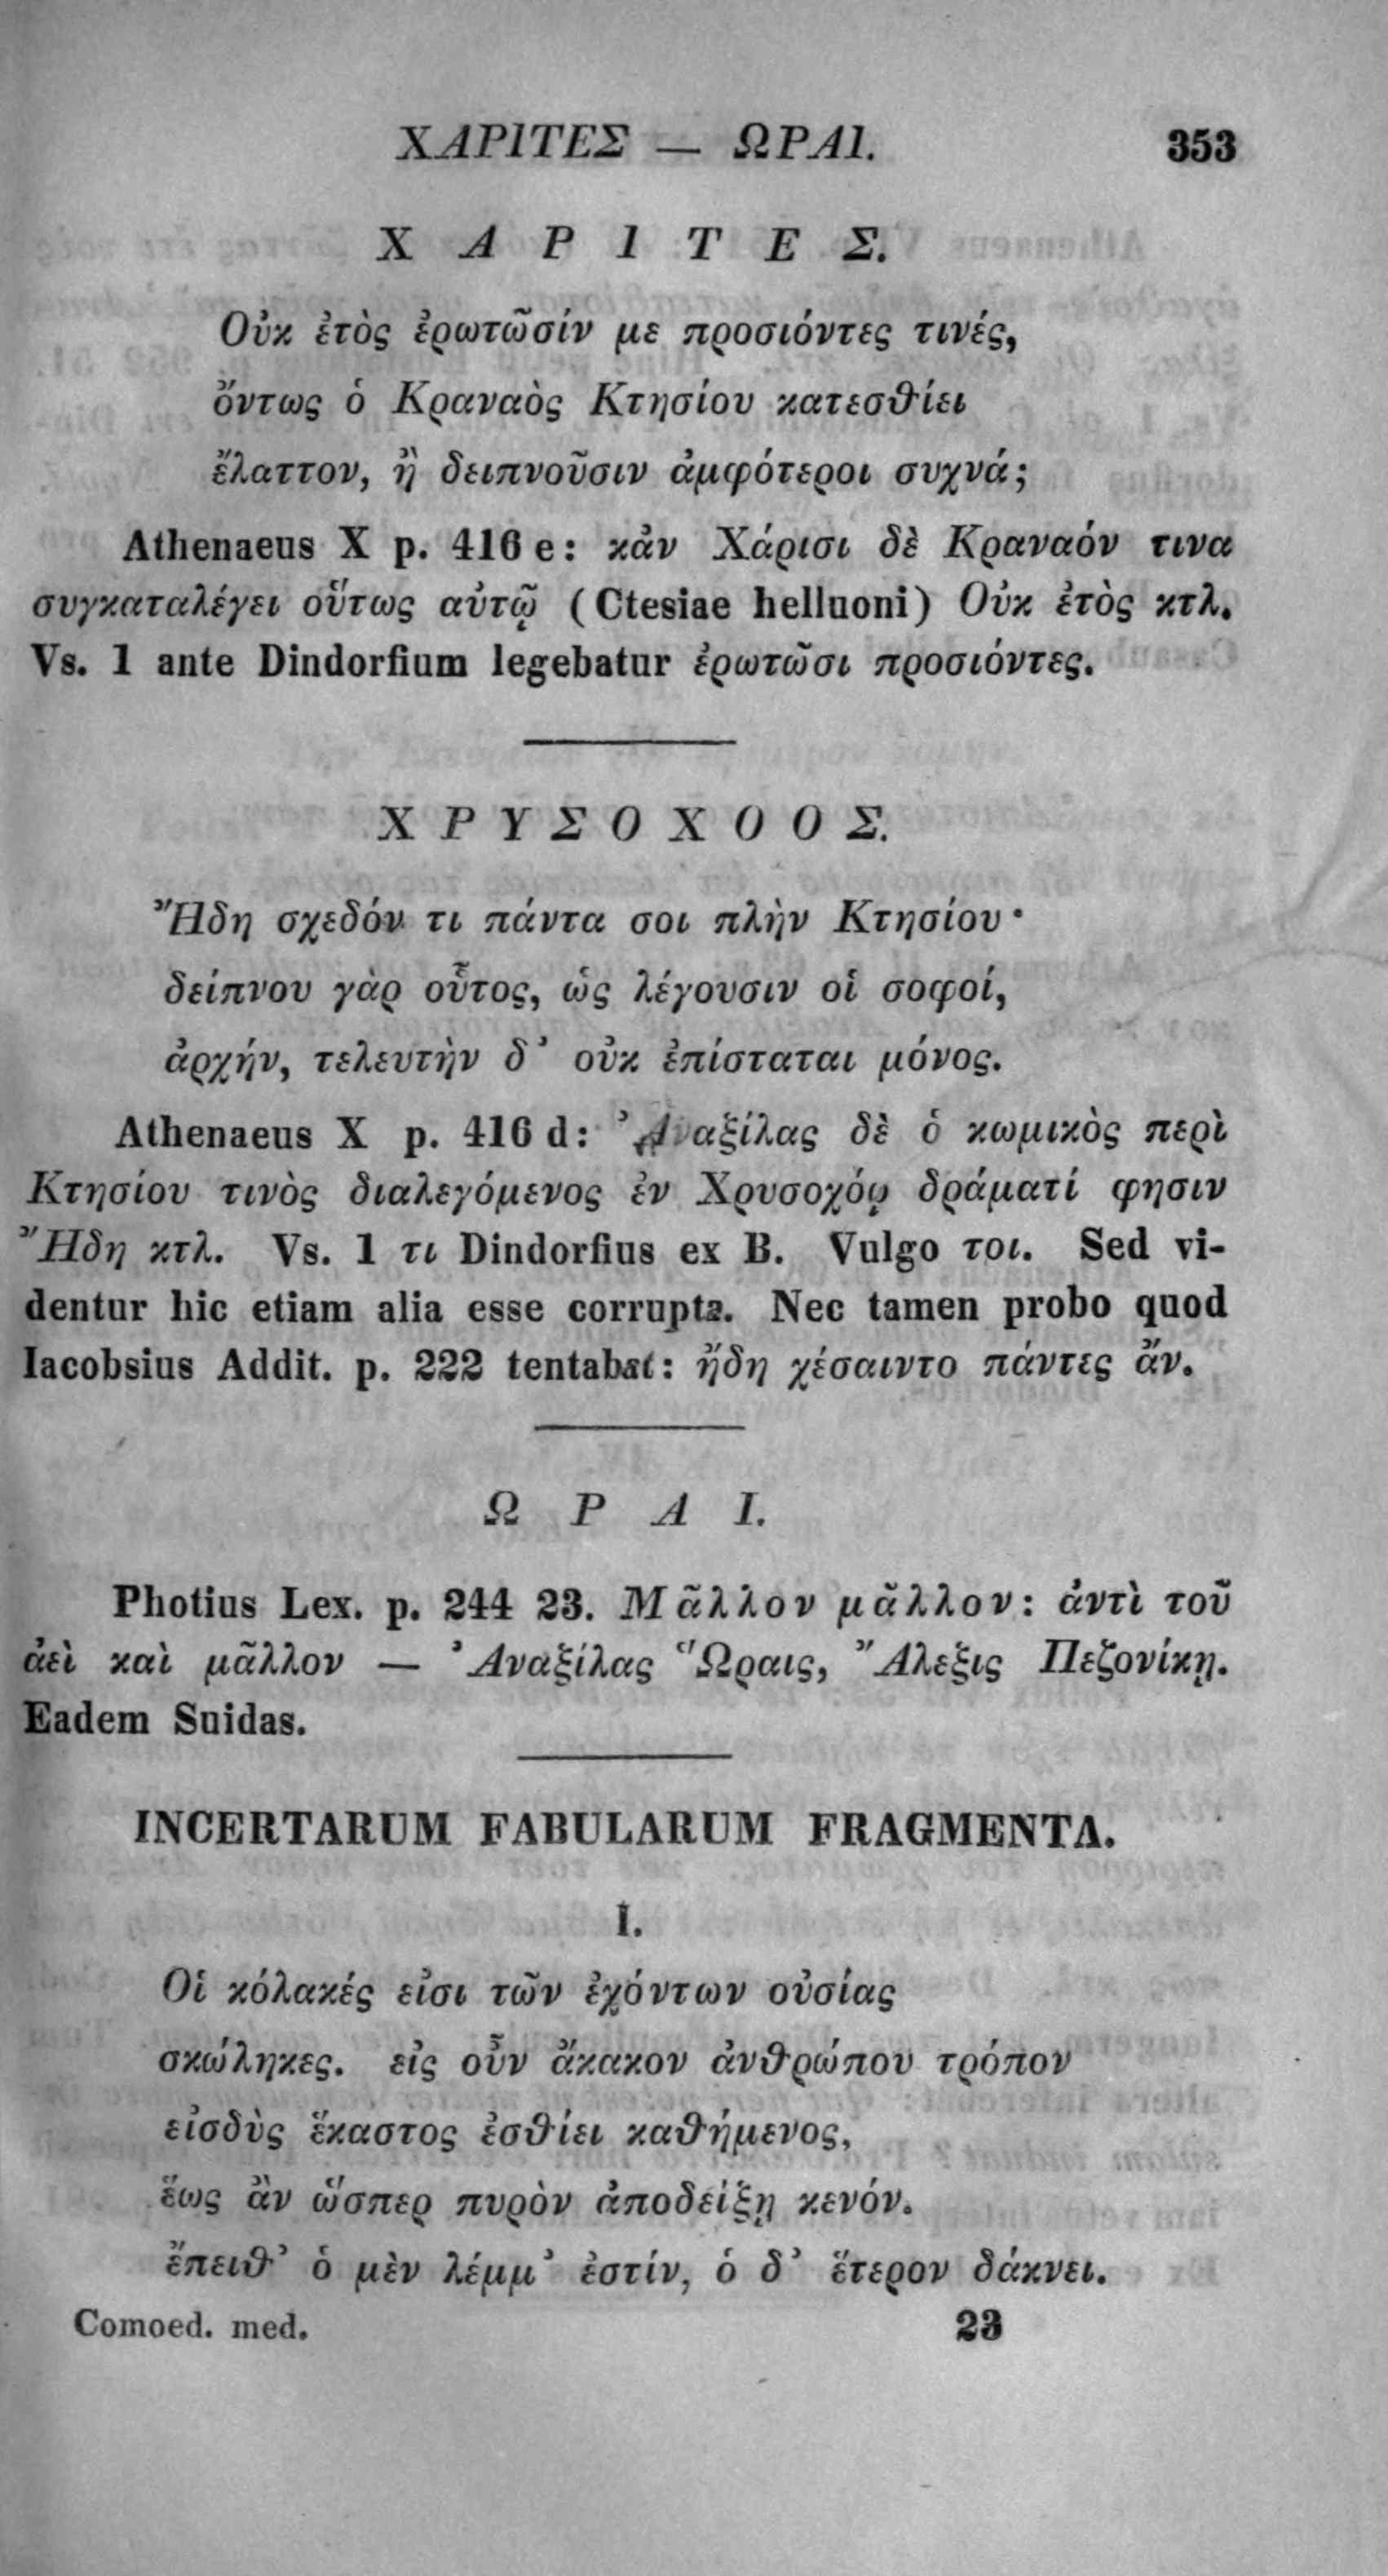 ΧΑΡΙΤΕΣ — ΩΡΑΙ. 353
ΧΑΡΙΤΕΣ.
Οὐκ ἐτὸς ἐρωτῶσίν με προσιόντες τινές,
ὄντως ὁ Κραναὸς Κτησίου κατεσθίει
ἔλαττον, ἢ δειπνοῦσιν ἀμφότεροι συχνά;
Athenaeus X p. 416 e: κἀν Χάρισι δὲ Κραναόν τινα
συγκαταλέγει οὕτως αὐτῷ (Ctesiae helluoni) Οὐκ ἐτὸς κτλ.
Vs. 1 ante Dindorfium legebatur ἐρωτῶσι προσιόντες.
ΧΡΥΣΟΧΟΟΣ.
Ἤδη σχεδόν τι πάντα σοι πλὴν Κτησίου·
δείπνου γὰρ οὗτος, ὡς λέγουσιν οἱ σοφοί,
ἀρχήν, τελευτὴν δ᾽ οὐκ ἐπίσταται μόνος.
Athenaeus X p. 416 d: Ἀναξίλας δὲ ὁ κωμικὸς περὶ
Κτησίου τινὸς διαλεγόμενος ἐν Χρυσοχόῳ δράματί φησιν
Ἤδη κτλ. Vs. 1 τι Dindorfius ex B. Vulgo τοι. Sed vi-
dentur hic etiam alia esse corrupta. Nec tamen probo quod
Iacobsius Addit. p. 222 tentabat: ἤδη χέσαιντο πάντες ἄν.
ΩΡΑΙ.
Photius Lex. p. 244 23. Μᾶλλον μᾶλλον: ἀντὶ τοῦ
ἀεὶ καὶ μᾶλλον — Ἀναξίλας Ὥραις, Ἄλεξις Πεζονίκῃ.
Eadem Suidas.
INCERTARUM FABULARUM FRAGMENTA.
I.
Οἱ κόλακές εἰσι τῶν ἐχόντων οὐσίας
σκώληκες. εἰς οὖν ἄκακον ἀνθρώπου τρόπον
εἰσδὺς ἕκαστος ἐσθίει καθήμενος,
ἕως ἂν ὥσπερ πυρὸν ἀποδείξῃ κενόν.
ἔπειθ᾽ ὁ μὲν λέμμ᾽ ἐστίν, ὁ δ᾽ ἕτερον δάκνει.
Comoed. med. 23